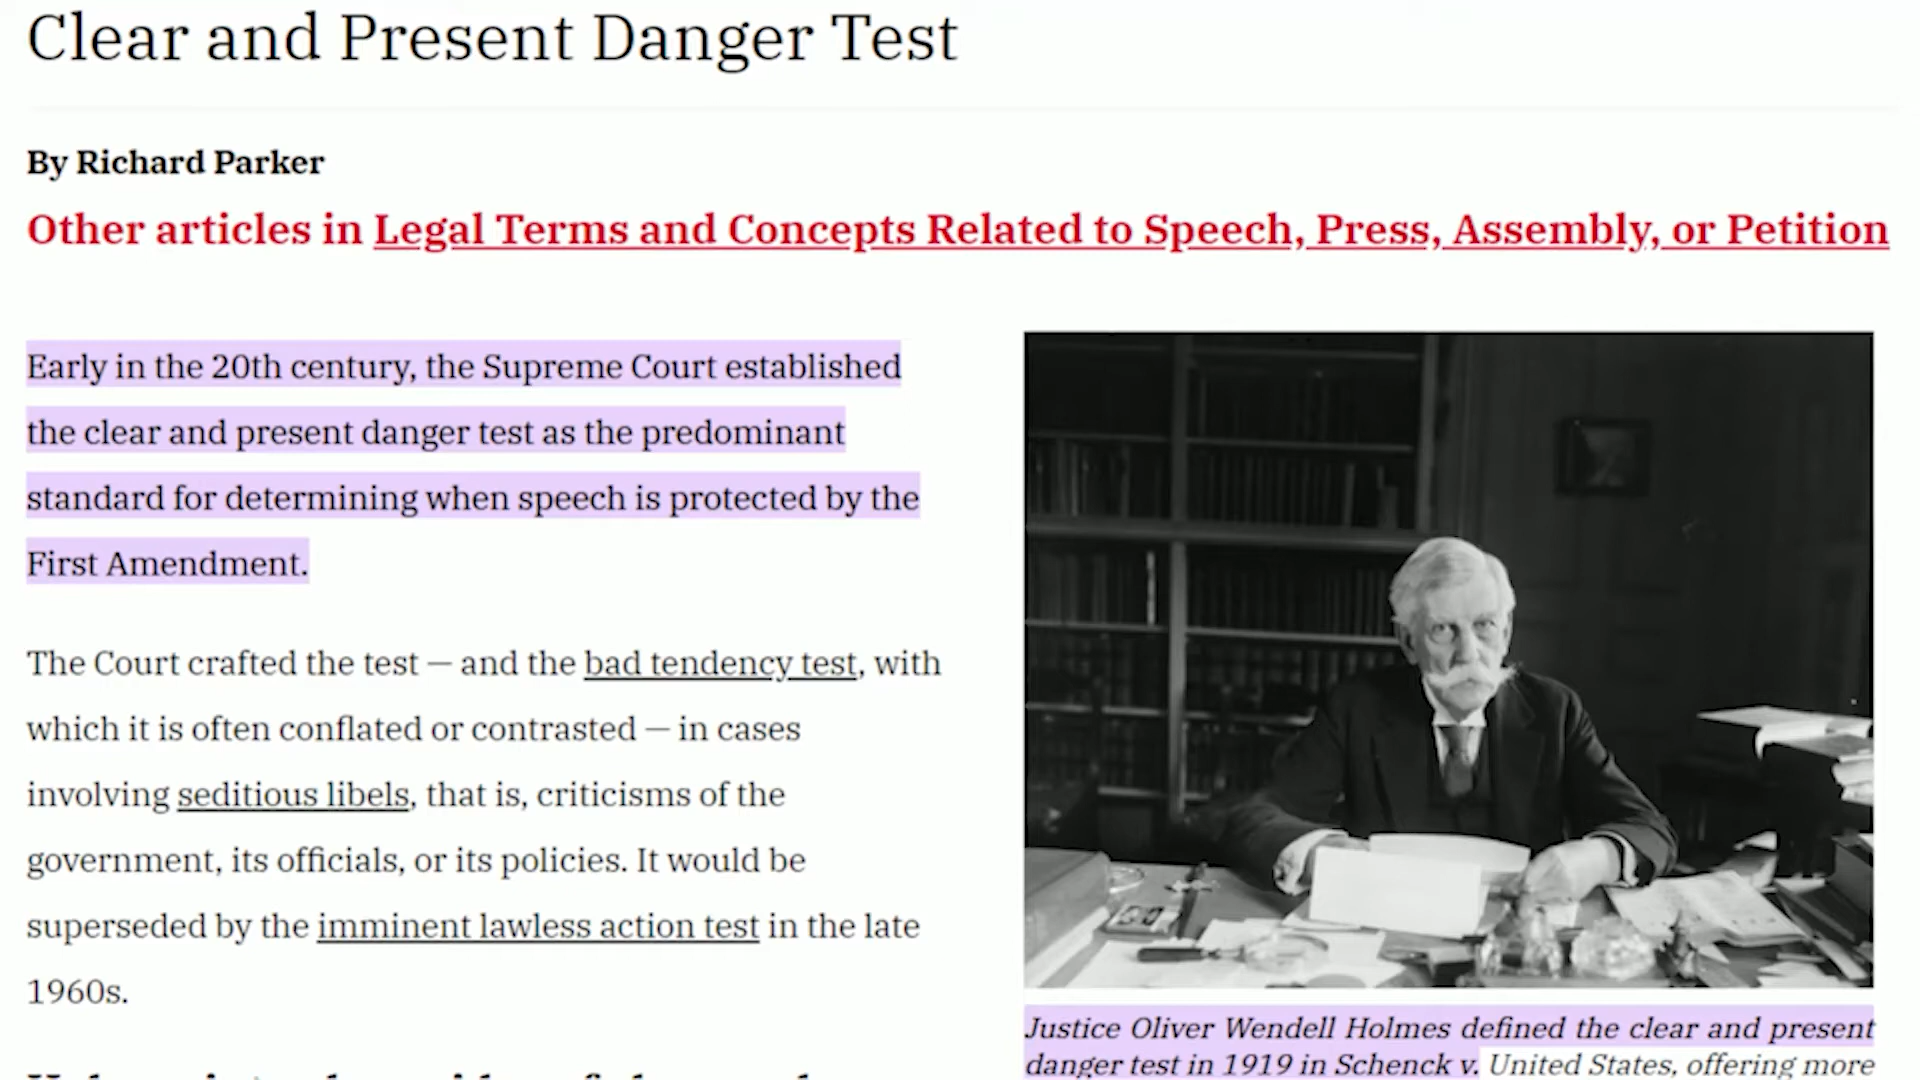 Clear and Present Danger Test
By Richard Parker
Other articles in Legal Terms and Concepts Related to Speech, Press, Assembly, or Petition
Early in the 20th century, the Supreme Court established
the clear and present danger test as the predominant
standard for determining when speech is protected by the
First Amendment.
The Court crafted the test — and the bad tendency test, with
which it is often conflated or contrasted — in cases
involving seditious libels, that is, criticisms of the
government, its officials, or its policies. It would be
superseded by the imminent lawless action test in the late
1960s.
Justice Oliver Wendell Holmes defined the clear and present
danger test in 1919 in Schenck v. United States, offering more